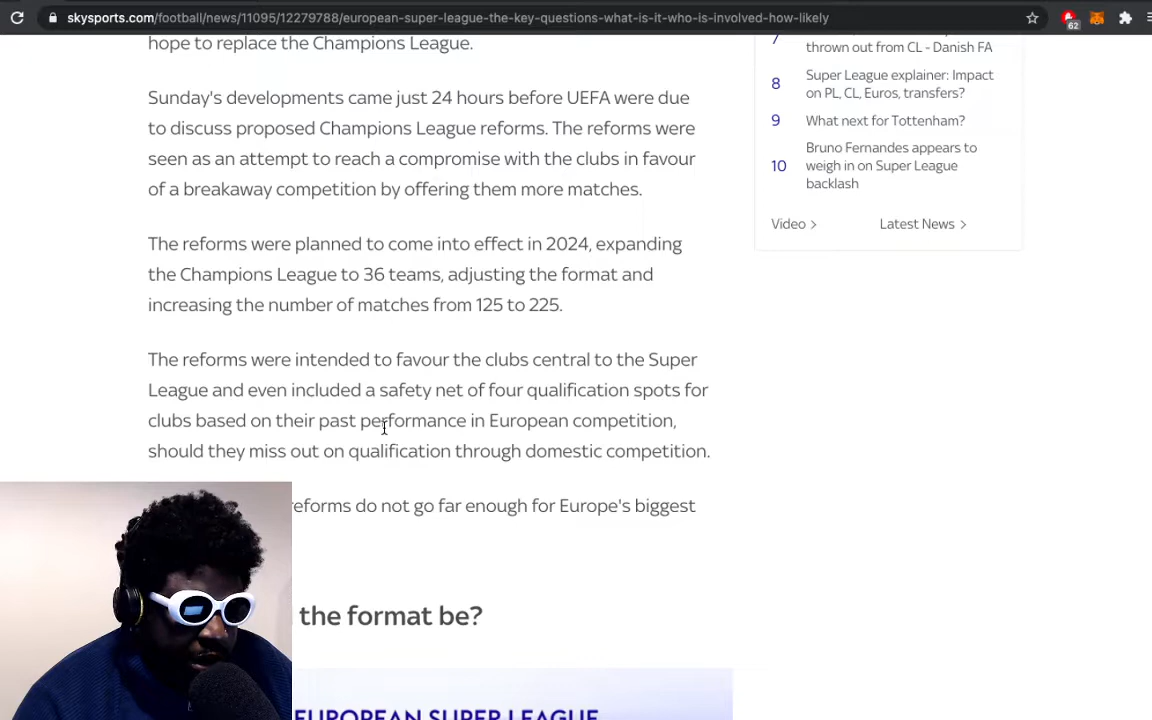 skysports.com/football/news/11095/12279788/european-super-league-the-key-questions-what-is-it-who-is-involved-how-likely
62
hope to replace the Champions League.
Sunday's developments came just 24 hours before UEFA were due
to discuss proposed Champions League reforms. The reforms were
seen as an attempt to reach a compromise with the clubs in favour
of a breakaway competition by offering them more matches.
The reforms were planned to come into effect in 2024, expanding
the Champions League to 36 teams, adjusting the format and
increasing the number of matches from 125 to 225.
The reforms were intended to favour the clubs central to the Super
League and even included a safety net of four qualification spots for
clubs based on their past performance in European competition,
should they miss out on qualification through domestic competition.
reforms do not go far enough for Europe's biggest
the format be?
EUROPEAN SUPER LEAGUE
7
thrown out from CL - Danish FA
8
Super League explainer: Impact
on PL, CL, Euros, transfers?
9
What next for Tottenham?
10
Bruno Fernandes appears to
weigh in on Super League
backlash
Video >
Latest News >